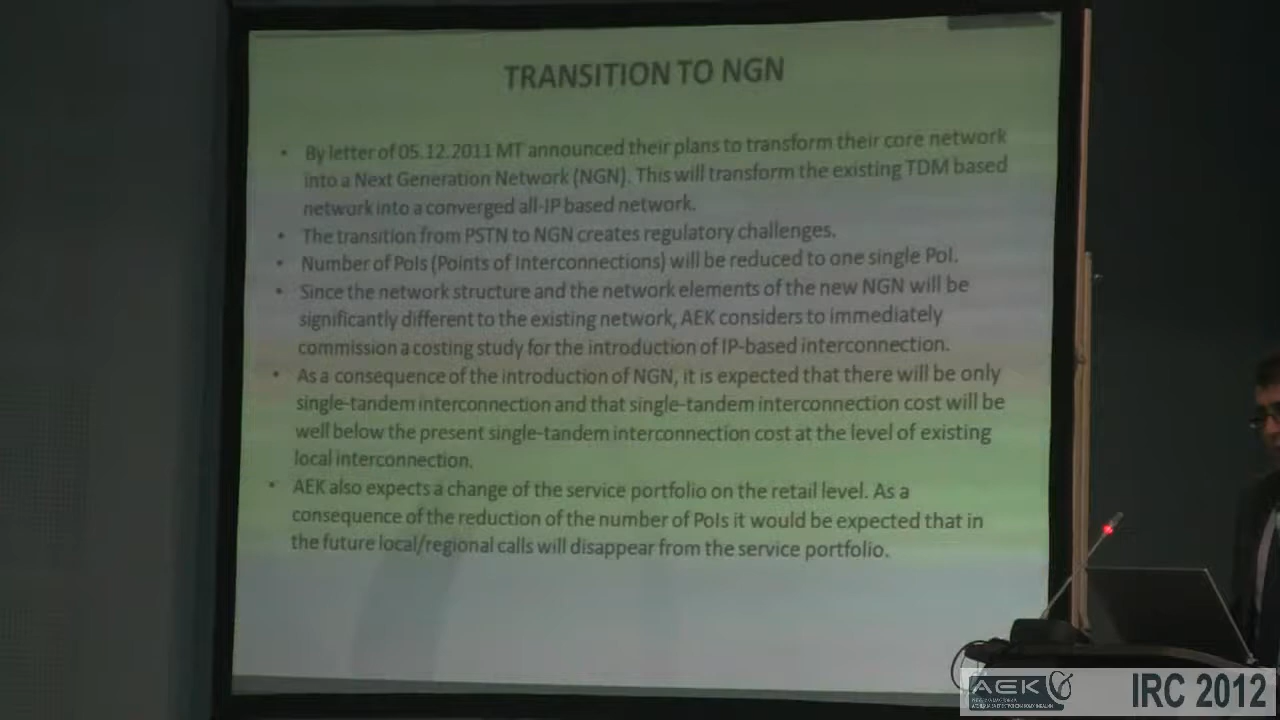 TRANSITION TO NGN
• By letter of 05.12.2011 MT announced their plans to transform their core network
into a Next Generation Network (NGN). This will transform the existing TDM based
network into a converged all-IP based network.
• The transition from PSTN to NGN creates regulatory challenges.
• Number of PoIs (Points of Interconnections) will be reduced to one single PoI.
• Since the network structure and the network elements of the new NGN will be
significantly different to the existing network, AEK considers to immediately
commission a costing study for the introduction of IP-based interconnection.
• As a consequence of the introduction of NGN, it is expected that there will be only
single-tandem interconnection and that single-tandem interconnection cost will be
well below the present single-tandem interconnection cost at the level of existing
local interconnection.
• AEK also expects a change of the service portfolio on the retail level. As a
consequence of the reduction of the number of PoIs it would be expected that in
the future local/regional calls will disappear from the service portfolio.
AEK
IRC 2012